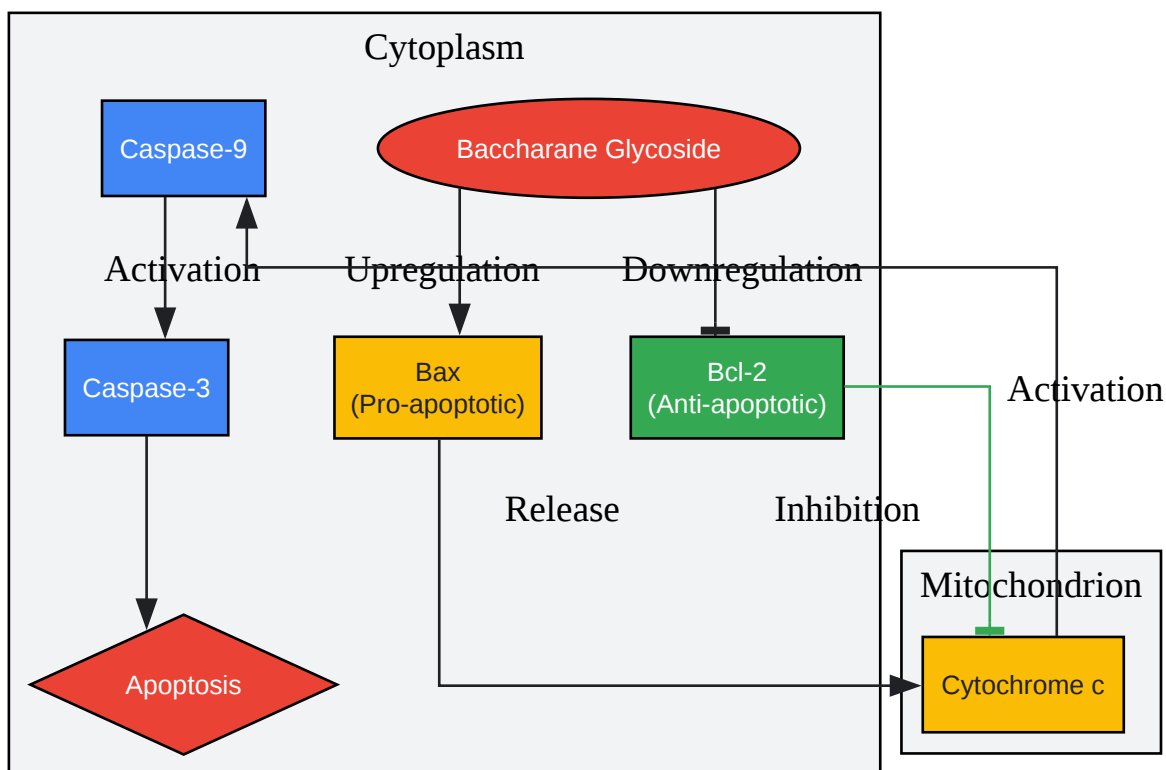 Cytoplasm
Caspase-9
Baccharane Glycoside
Activation
Upregulation
Downregulation
Caspase-3
Bax
(Pro-apoptotic)
Bcl-2
(Anti-apoptotic)
Activation
Release
Inhibition
Mitochondrion
Apoptosis
Cytochrome c